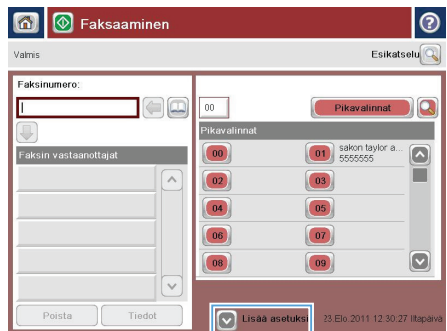 Faksaaminen
Valmis
Esikatselu
Faksinumero:
Faksin vastaanottajat
Poista
Tiedot
00
Pikavalinnat
Pikavalinnat
00
01
sakon taylor a...
5555555
02
03
04
05
06
07
08
09
Lisää asetuksi
23.Elo 2011 12:30:27 Iltapäivä